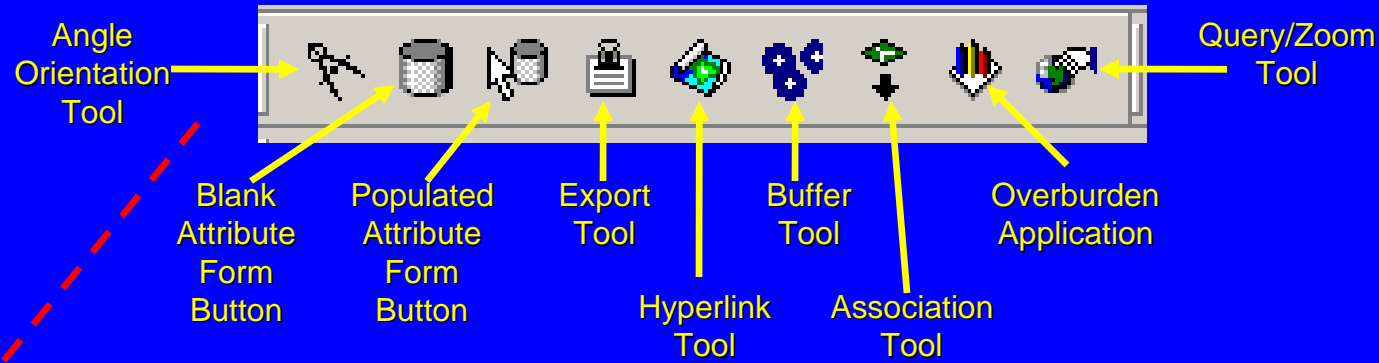 Angle
Orientation
Tool
Query/Zoom
Tool
Blank
Attribute
Form
Button
Populated
Attribute
Form
Button
Export
Tool
Hyperlink
Tool
Buffer
Tool
Association
Tool
Overburden
Application